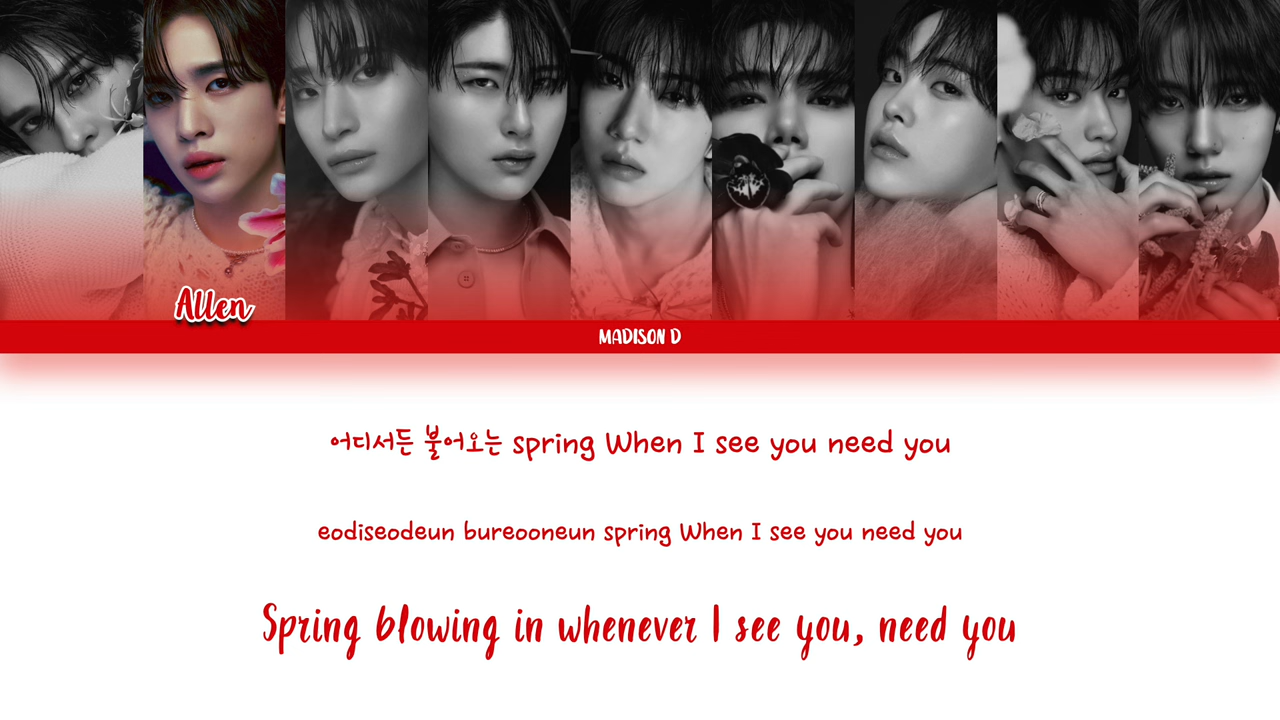 Allen
MADISON D
어디서든 불어오는 spring When I see you need you
eodiseodeun bureooneun spring When I see you need you
Spring blowing in whenever I see you, need you